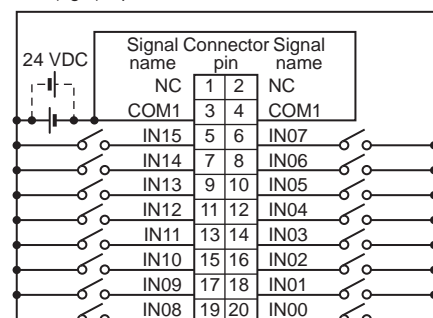 Signal Connector Signal
24 VDC name pin name
NC 1 2 NC
COM1 3 4 COM1
IN15 5 6 IN07
IN14 7 8 IN06
IN13 9 10 IN05
IN12 11 12 IN04
IN11 13 14 IN03
IN10 15 16 IN02
IN09 17 18 IN01
IN08 19 20 IN00